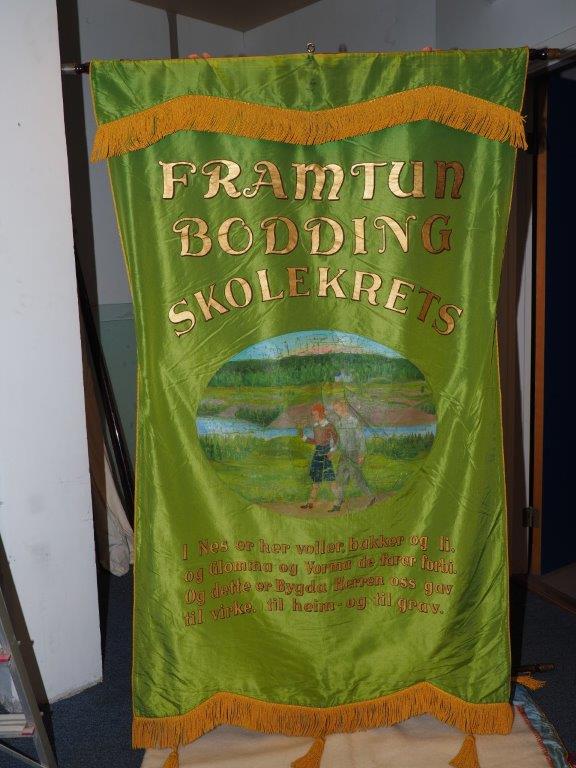 FRAMTUN
BODDING
SKOLEKRETS
I Nes er her voller, bakker og li,
og Glomma og Vorma de farer forbi.
Og dette er Bygda Herren oss gav
til virke, til heim- og til grav.